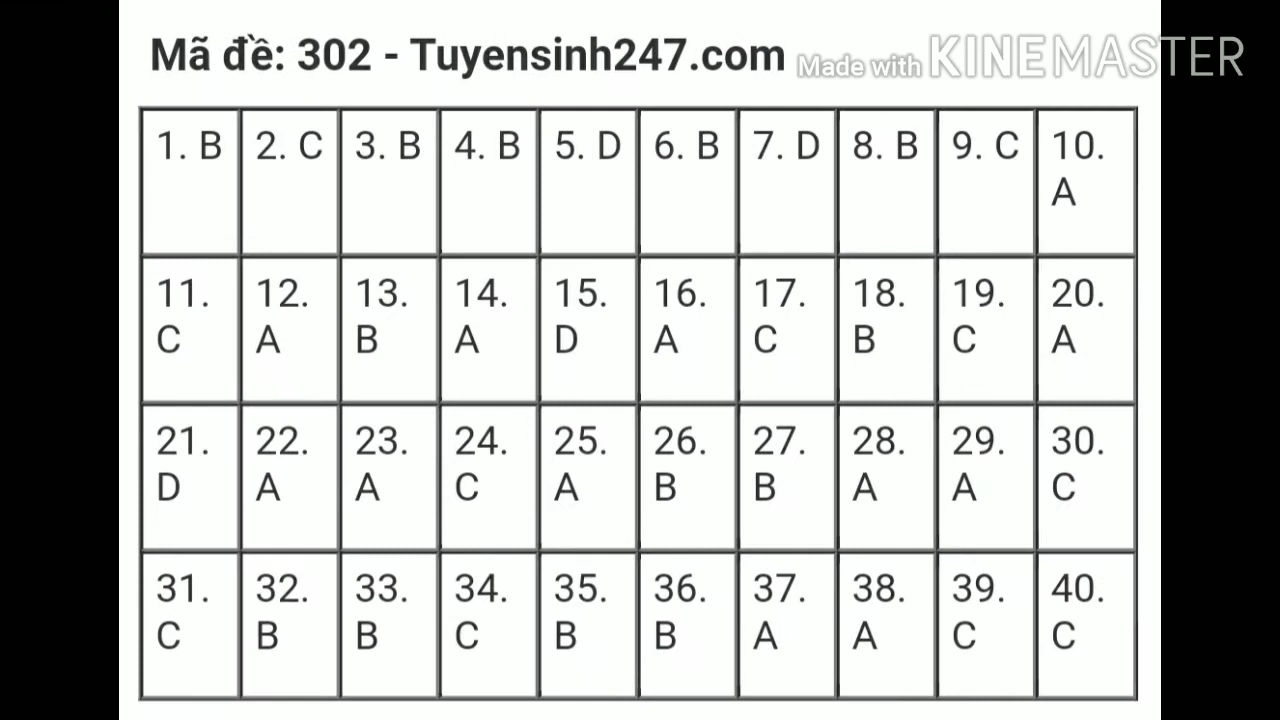 Mã đề: 302 - Tuyensinh247.com
Made with KINEMASTER
1. B 2. C 3. B 4. B 5. D 6. B 7. D 8. B 9. C 10. A
11. C 12. A 13. B 14. A 15. D 16. A 17. C 18. B 19. C 20. A
21. D 22. A 23. A 24. C 25. A 26. B 27. B 28. A 29. A 30. C
31. C 32. B 33. B 34. C 35. B 36. B 37. A 38. A 39. C 40. C